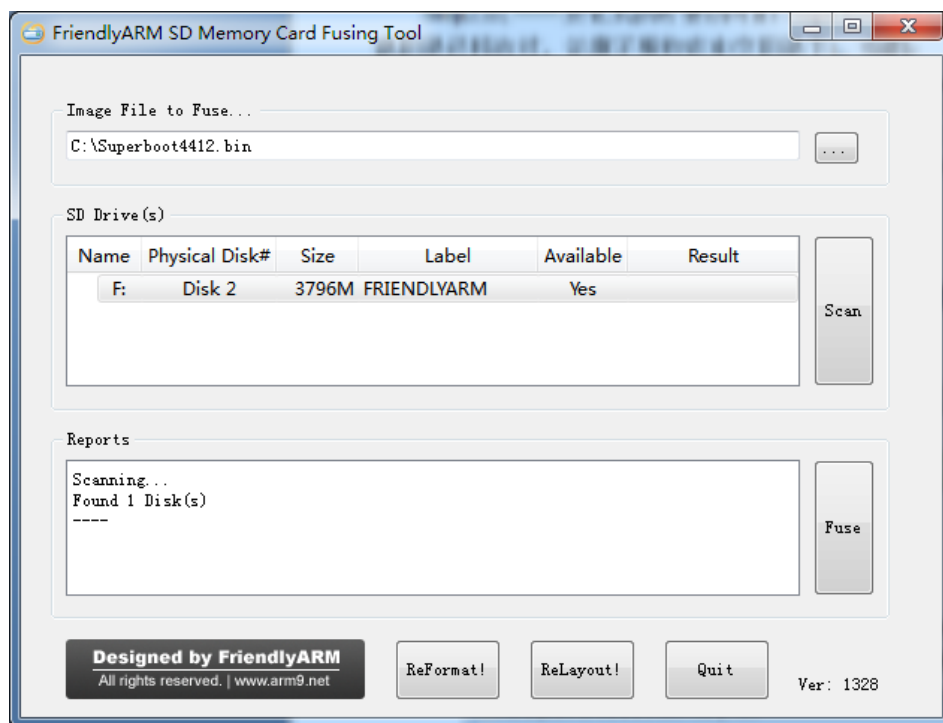 FriendlyARM SD Memory Card Fusing Tool
Image File to Fuse...
C:\Superboot4412.bin
...
SD Drive(s)
Name Physical Disk# Size Label Available Result
F: Disk 2 3796M FRIENDLYARM Yes
Scan
Reports
Scanning...
Found 1 Disk(s)
----
Fuse
Designed by FriendlyARM
All rights reserved. | www.arm9.net
ReFormat!
ReLayout!
Quit
Ver: 1328